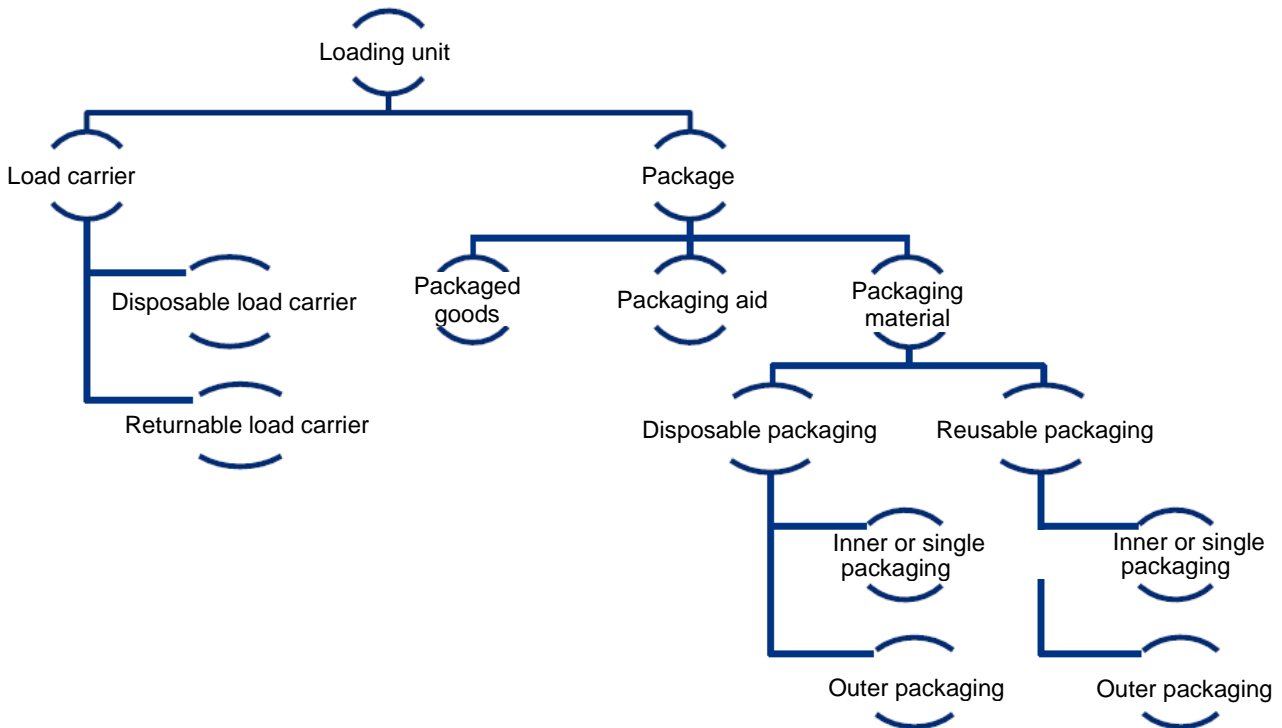 Loading unit
Load carrier
Package
Disposable load carrier
Packaged
goods
Packaging aid
Packaging
material
Returnable load carrier
Disposable packaging
Reusable packaging
Inner or single
packaging
Inner or single
packaging
Outer packaging
Outer packaging